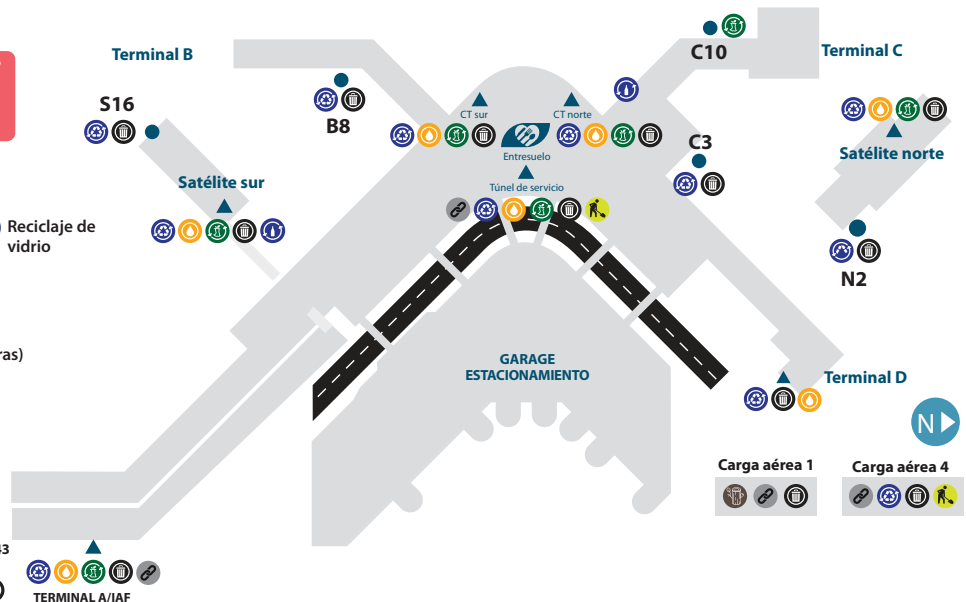 Terminal B
C10
Terminal C
S16
B8
CT sur
CT norte
Entresuelo
C3
Satélite norte
Satélite sur
Túnel de servicio
Reciclaje de
vidrio
N2
ras)
GARAGE
ESTACIONAMIENTO
Terminal D
N
Carga aérea 1
Carga aérea 4
TERMINAL A/IAF